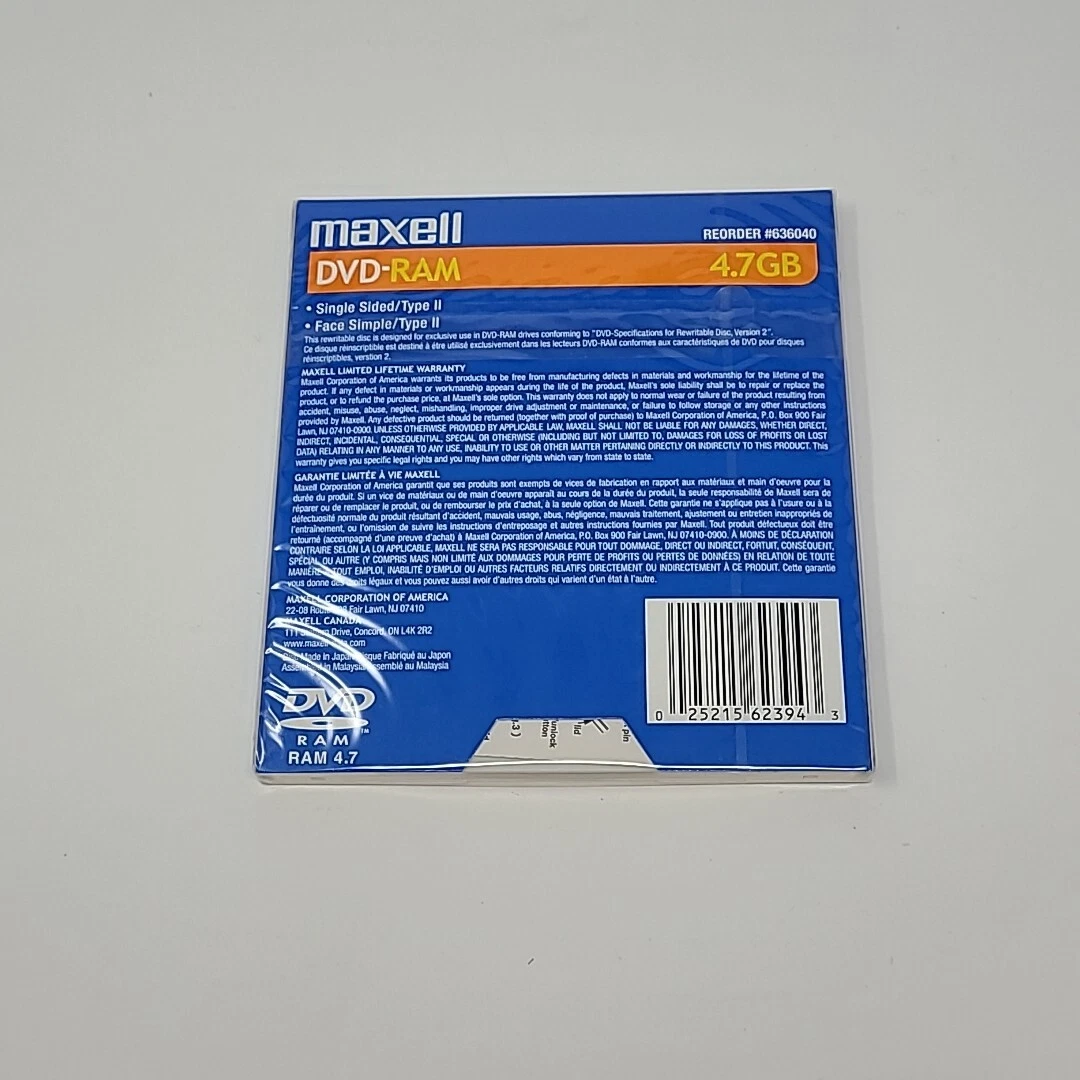 maxell
REORDER #636040
DVD-RAM
4.7GB
• Single Sided/Type II
• Face Simple/Type II
This rewritable disc is designed for exclusive use in DVD-RAM drives conforming to "DVD-Specifications for Rewritable Disc, Version 2".
Ce disque réinscriptible est destiné à être utilisé exclusivement dans les lecteurs DVD-RAM conformes aux caractéristiques de DVD pour disques
réinscriptibles, version 2.
MAXELL LIMITED LIFETIME WARRANTY
Maxell Corporation of America warrants its products to be free from manufacturing defects in materials and workmanship for the lifetime of the
product. If any defect in materials or workmanship appears during the life of the product, Maxell's sole liability shall be to repair or replace the
product, or to refund the purchase price, at Maxell's sole option. This warranty does not apply to normal wear or failure of the product resulting from
accident, misuse, abuse, neglect, mishandling, improper drive adjustment or maintenance, or failure to follow storage or any other instructions
provided by Maxell. Any defective product should be returned (together with proof of purchase) to Maxell Corporation of America, P.O. Box 900 Fair
Lawn, NJ 07410-0900. UNLESS OTHERWISE PROVIDED BY APPLICABLE LAW, MAXELL SHALL NOT BE LIABLE FOR ANY DAMAGES, WHETHER DIRECT,
INDIRECT, INCIDENTAL, CONSEQUENTIAL, SPECIAL OR OTHERWISE (INCLUDING BUT NOT LIMITED TO, DAMAGES FOR LOSS OF PROFITS OR LOST
DATA) RELATING IN ANY MANNER TO ANY USE, INABILITY TO USE OR OTHER MATTER PERTAINING DIRECTLY OR INDIRECTLY TO THIS PRODUCT. This
warranty gives you specific legal rights and you may have other rights which vary from state to state.
GARANTIE LIMITÉE À VIE MAXELL
Maxell Corporation of America garantit que ses produits sont exempts de vices de fabrication en rapport aux matériaux et main d'oeuvre pour la
durée du produit. Si un vice de matériaux ou de main d'oeuvre apparaît au cours de la durée du produit, la seule responsabilité de Maxell sera de
réparer ou de remplacer le produit, ou de rembourser le prix d'achat, à la seule option de Maxell. Cette garantie ne s'applique pas à l'usure ou à la
défectuosité normale du produit résultant d'accident, mauvais usage, abus, négligence, mauvais traitement, ajustement ou entretien inappropriés de
l'entraînement, ou l'omission de suivre les instructions d'entreposage et autres instructions fournies par Maxell. Tout produit défectueux doit être
retourné (accompagné d'une preuve d'achat) à Maxell Corporation of America, P.O. Box 900 Fair Lawn, NJ 07410-0900. À MOINS DE DÉCLARATION
CONTRAIRE SELON LA LOI APPLICABLE, MAXELL NE SERA PAS RESPONSABLE POUR TOUT DOMMAGE, DIRECT OU INDIRECT, FORTUIT, CONSÉQUENT,
SPÉCIAL OU AUTRE (Y COMPRIS MAIS NON LIMITÉ AUX DOMMAGES POUR PERTE DE PROFITS OU PERTES DE DONNÉES) EN RELATION DE TOUTE
MANIÈRE À TOUT EMPLOI, INABILITÉ D'EMPLOI OU AUTRES FACTEURS RELATIFS DIRECTEMENT OU INDIRECTEMENT À CE PRODUIT. Cette garantie
vous donne des droits légaux et vous pouvez aussi avoir d'autres droits qui varient d'un état à l'autre.
MAXELL CORPORATION OF AMERICA
22-08 Fair Lawn, NJ 07410
MAXELL CANADA
111 Drive, Concord, ON L4K 2R2
Made in Japan Disque Fabriqué au Japon
Assembled in Malaysia Assemblé au Malaysia
DVD
RAM
RAM 4.7
unlock
lid
pin
0 25215 62394 3